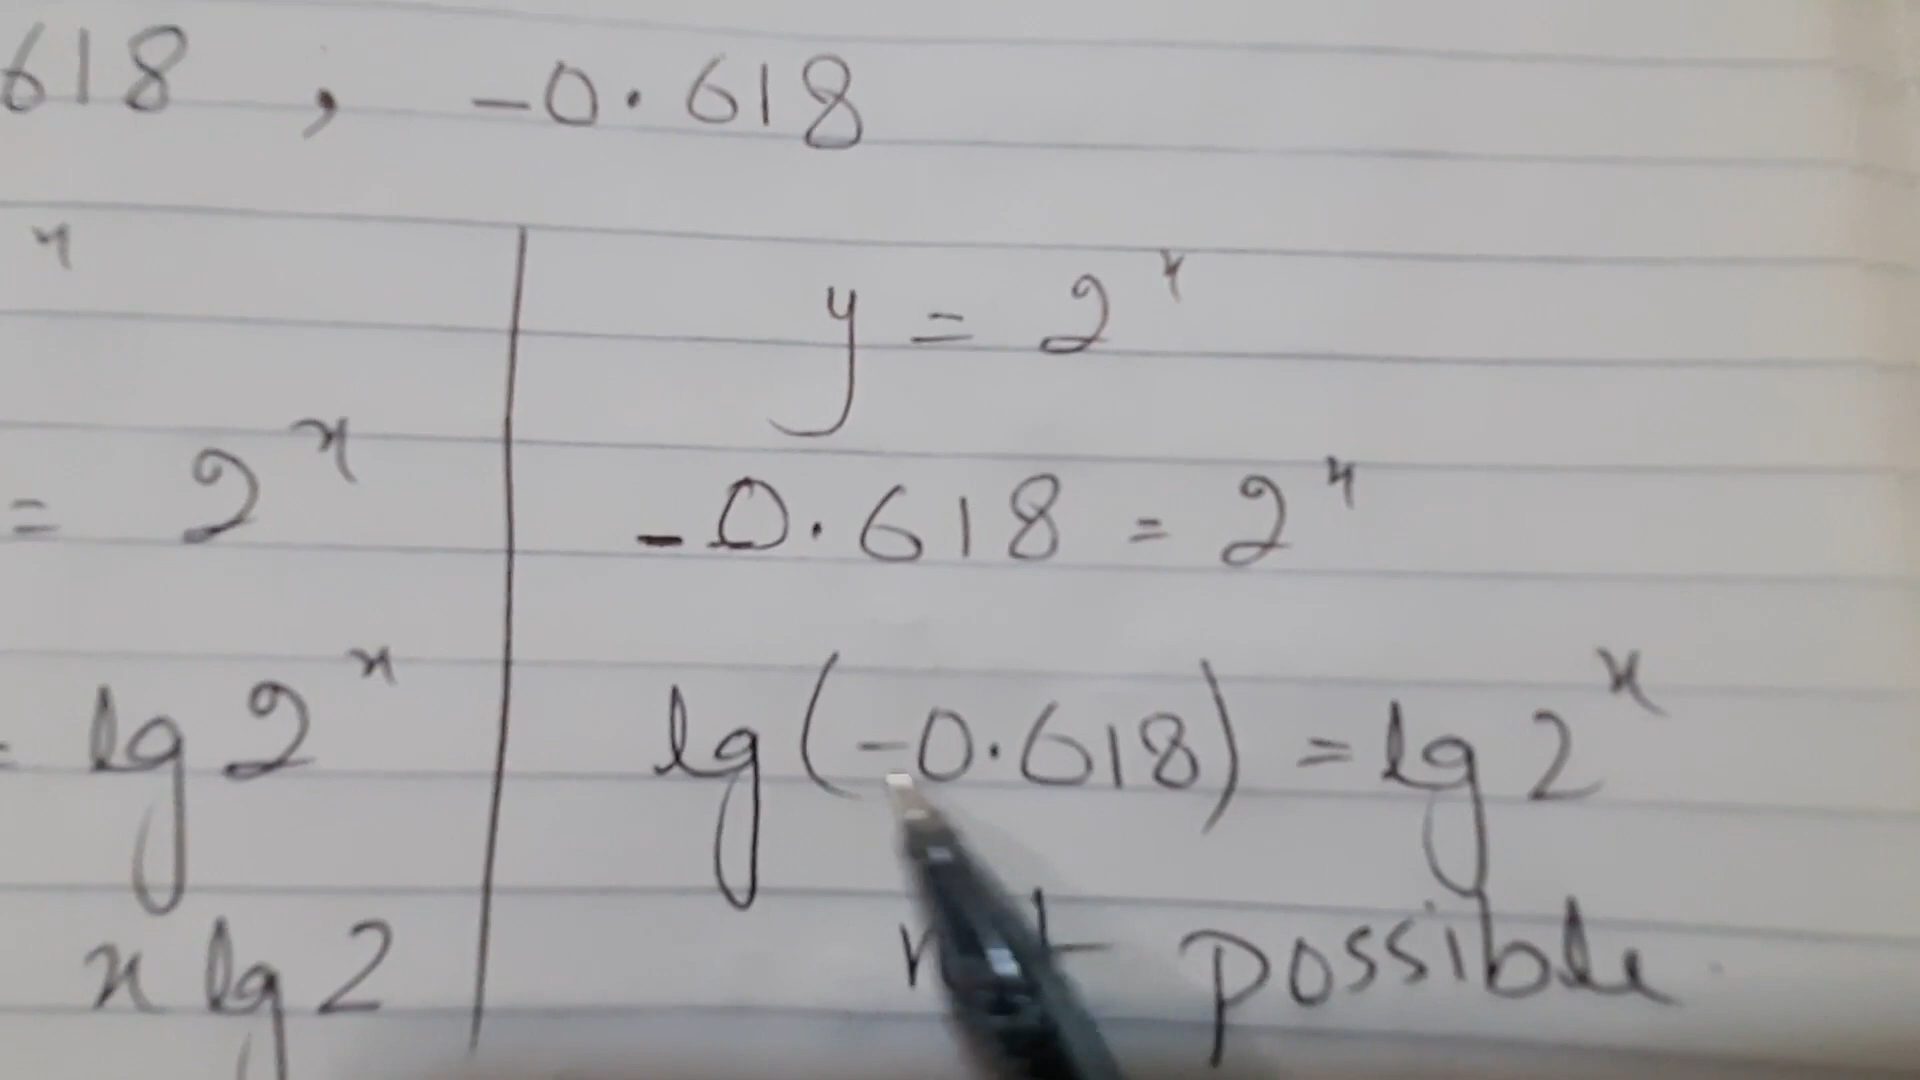 618 , -0.618
x
y = 2^x
= 2^x
-0.618 = 2^x
= lg 2^x
lg (-0.618) = lg 2^x
x lg 2
possible